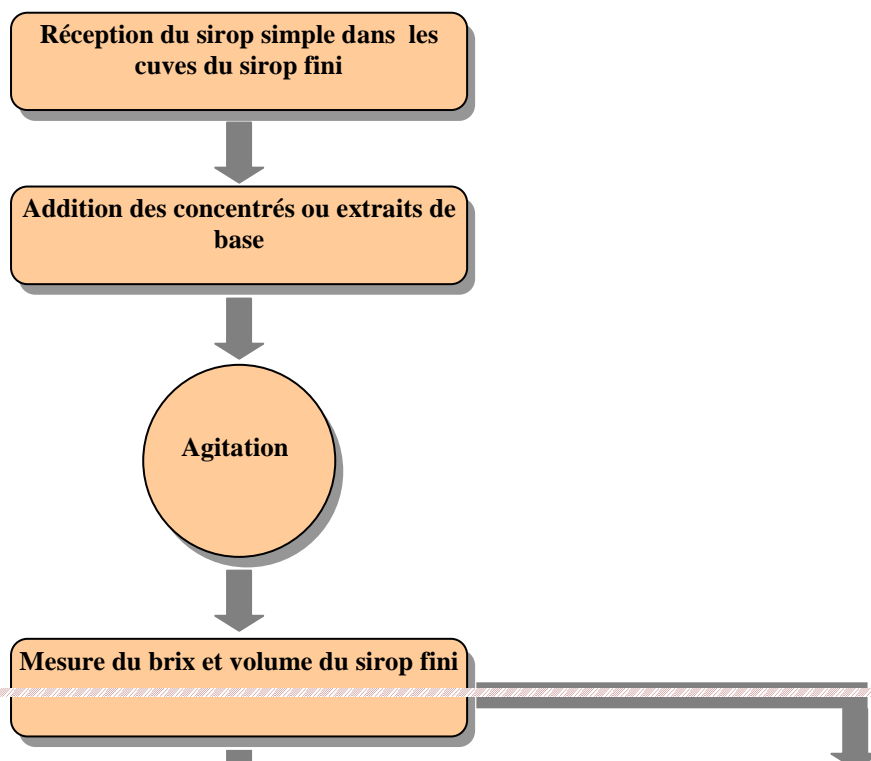 Réception du sirop simple dans les
cuves du sirop fini
Addition des concentrés ou extraits de
base
Agitation
Mesure du brix et volume du sirop fini